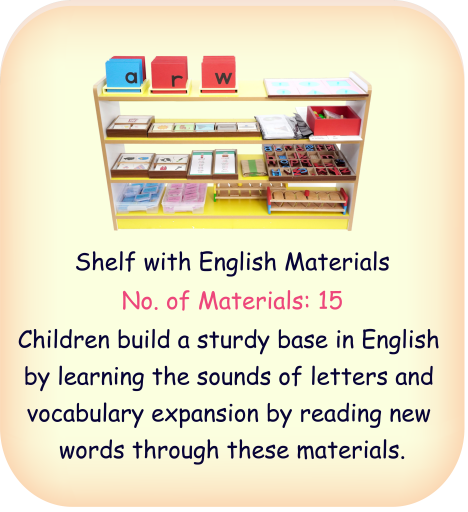 a r w
Shelf with English Materials
No. of Materials: 15
Children build a sturdy base in English
by learning the sounds of letters and
vocabulary expansion by reading new
words through these materials.